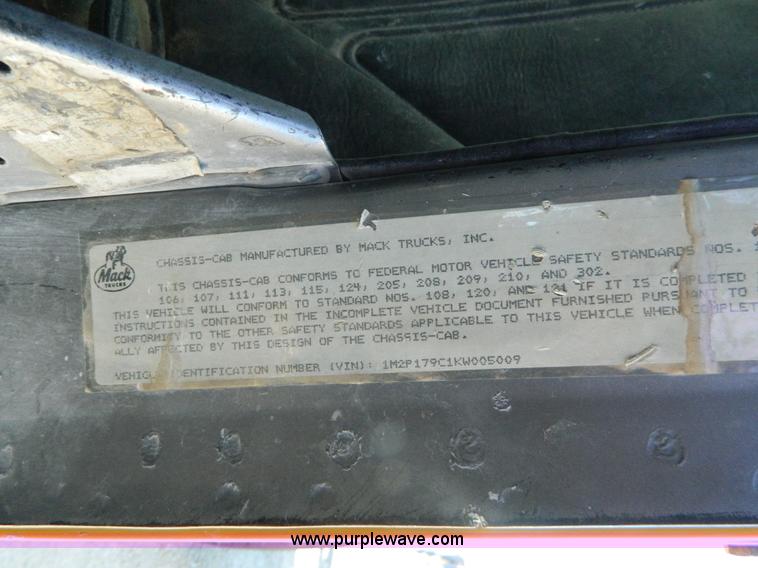 Mack
TRUCKS
CHASSIS-CAB MANUFACTURED BY MACK TRUCKS, INC.
THIS CHASSIS-CAB CONFORMS TO FEDERAL MOTOR VEHICLE SAFETY STANDARDS NOS.
106, 107, 111, 113, 115, 124, 205, 208, 209, 210, AND 302.
THIS VEHICLE WILL CONFORM TO STANDARD NOS. 108, 120, AND 121 IF IT IS COMPLETED
INSTRUCTIONS CONTAINED IN THE INCOMPLETE VEHICLE DOCUMENT FURNISHED PURSUANT TO
CONFORMITY TO THE OTHER SAFETY STANDARDS APPLICABLE TO THIS VEHICLE WHEN COMPLET
ALLY AFFECTED BY THIS DESIGN OF THE CHASSIS-CAB.
VEHICLE IDENTIFICATION NUMBER (VIN): 1M2P179C1KW005009
www.purplewave.com